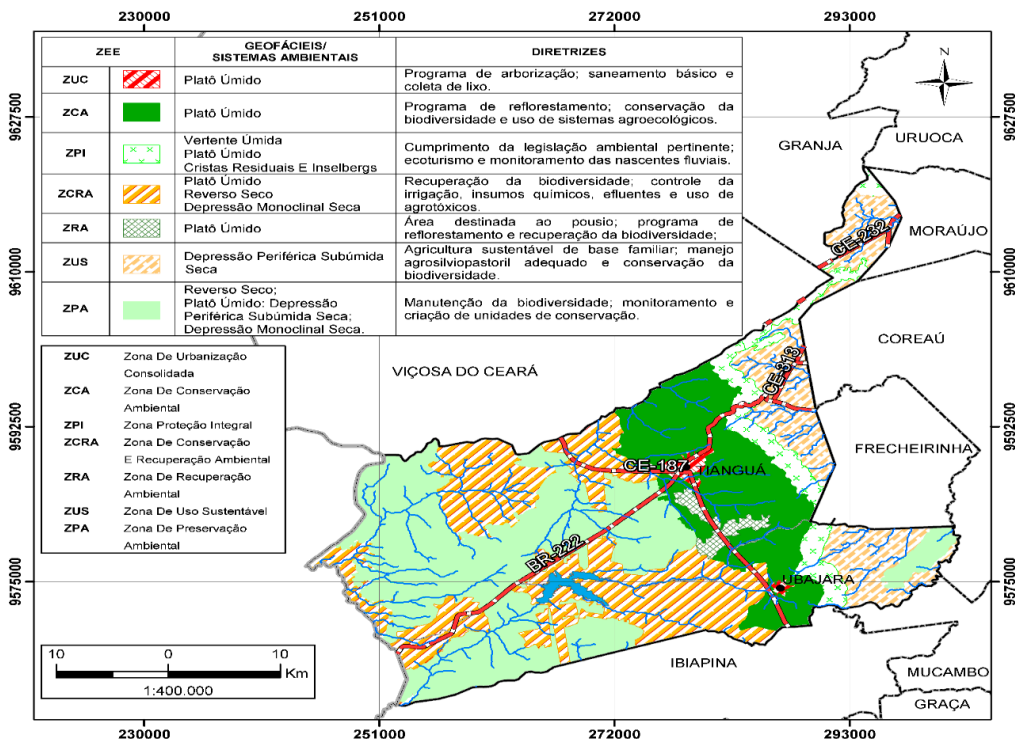 230000 251000 272000 293000
ZEE
GEOFÁCIEIS/
SISTEMAS AMBIENTAIS
DIRETRIZES
ZUC
Platô Úmido
Programa de arborização; saneamento básico e
coleta de lixo.
ZCA
Platô Úmido
Programa de reflorestamento; conservação da
biodiversidade e uso de sistemas agroecológicos.
ZPI
Vertente Úmida
Platô Úmido
Cristas Residuais E Inselbergs
Cumprimento da legislação ambiental pertinente;
ecoturismo e monitoramento das nascentes fluviais.
ZCRA
Platô Úmido
Reverso Seco
Depressão Monoclinal Seca
Recuperação da biodiversidade; controle da
irrigação, insumos químicos, efluentes e uso de
agrotóxicos.
ZRA
Platô Úmido
Área destinada ao pousio; programa de
reflorestamento e recuperação da biodiversidade;
ZUS
Depressão Periférica Subúmida
Seca
Agricultura sustentável de base familiar; manejo
agrosilviopastoril adequado e conservação da
biodiversidade.
ZPA
Reverso Seco;
Platô Úmido: Depressão
Periférica Subúmida Seca;
Depressão Monoclinal Seca.
Manutenção da biodiversidade; monitoramento e
criação de unidades de conservação.
ZUC Zona De Urbanização
Consolidada
ZCA Zona De Conservação
Ambiental
ZPI Zona Proteção Integral
ZCRA Zona De Conservação
E Recuperação Ambiental
ZRA Zona De Recuperação
Ambiental
ZUS Zona De Uso Sustentável
ZPA Zona De Preservação
Ambiental
N
GRANJA
URUOCA
MORAÚJO
CE-232
COREAÚ
VIÇOSA DO CEARÁ
CE-313
FRECHEIRINHA
CE-187
TIANGUÁ
BR-222
UBAJARA
IBIAPINA
MUCAMBO
GRAÇA
10 0 10
Km
1:400.000
9627500
9610000
9592500
9575000
9627500
9610000
9592500
9575000
230000 251000 272000 293000